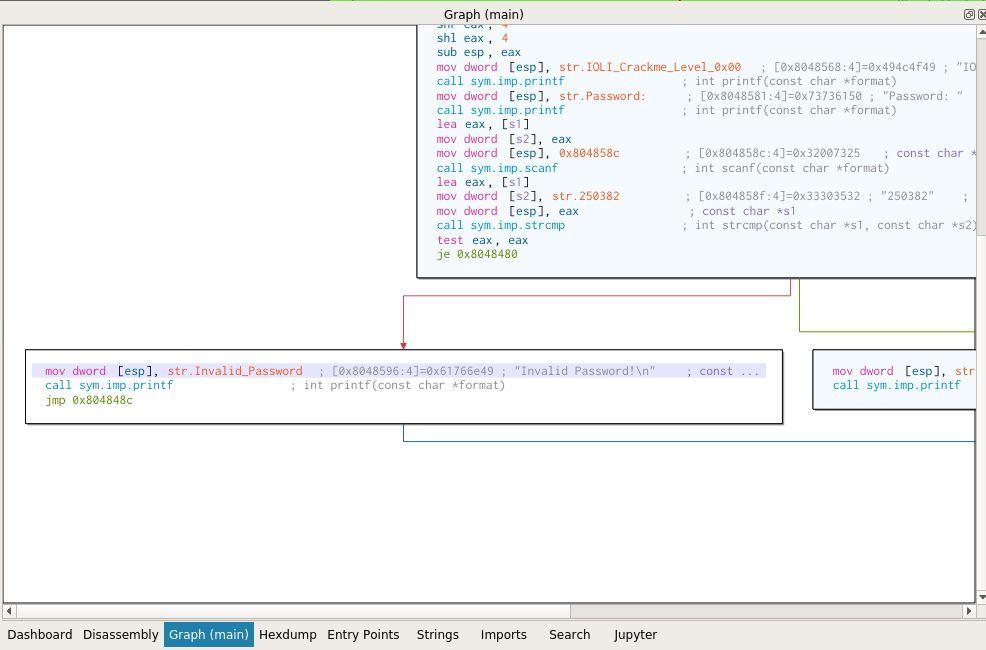 Graph (main)
shl eax, 4
sub esp, eax
mov dword [esp], str.IOLI_Crackme_Level_0x00 ; [0x8048568:4]=0x494c4f49 ; "IO
call sym.imp.printf ; int printf(const char *format)
mov dword [esp], str.Password: ; [0x8048581:4]=0x73736150 ; "Password: "
call sym.imp.printf ; int printf(const char *format)
lea eax, [s1]
mov dword [s2], eax
mov dword [esp], 0x804858c ; [0x804858c:4]=0x32007325 ; const char *
call sym.imp.scanf ; int scanf(const char *format)
lea eax, [s1]
mov dword [s2], str.250382 ; [0x804858f:4]=0x33303532 ; "250382" ;
mov dword [esp], eax ; const char *s1
call sym.imp.strcmp ; int strcmp(const char *s1, const char *s2)
test eax, eax
je 0x8048480
mov dword [esp], str.Invalid_Password ; [0x8048596:4]=0x61766e49 ; "Invalid Password!\n" ; const ...
call sym.imp.printf ; int printf(const char *format)
jmp 0x804848c
mov dword [esp], str
call sym.imp.printf
Dashboard Disassembly Graph (main) Hexdump Entry Points Strings Imports Search Jupyter